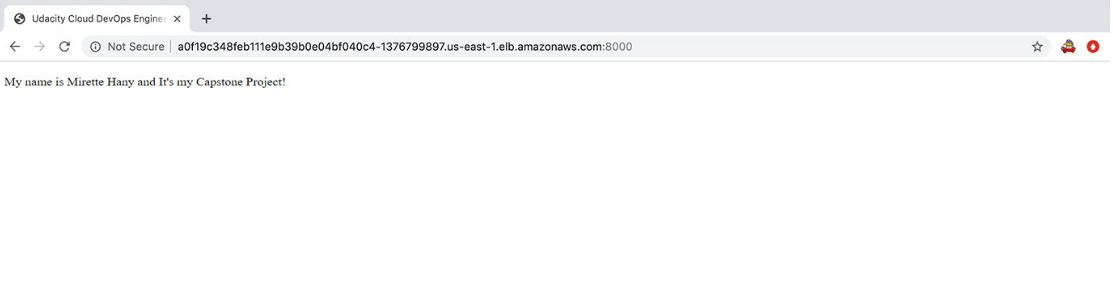 Udacity Cloud DevOps Enginee
Not Secure
a0f19c348feb111e9b39b0e04bf040c4-1376799897.us-east-1.elb.amazonaws.com:8000
My name is Mirette Hany and It's my Capstone Project!